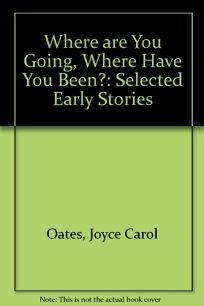 Where are You
Going, Where Have
You Been?: Selected
Early Stories
Oates, Joyce Carol
Note: This is not the actual book cover